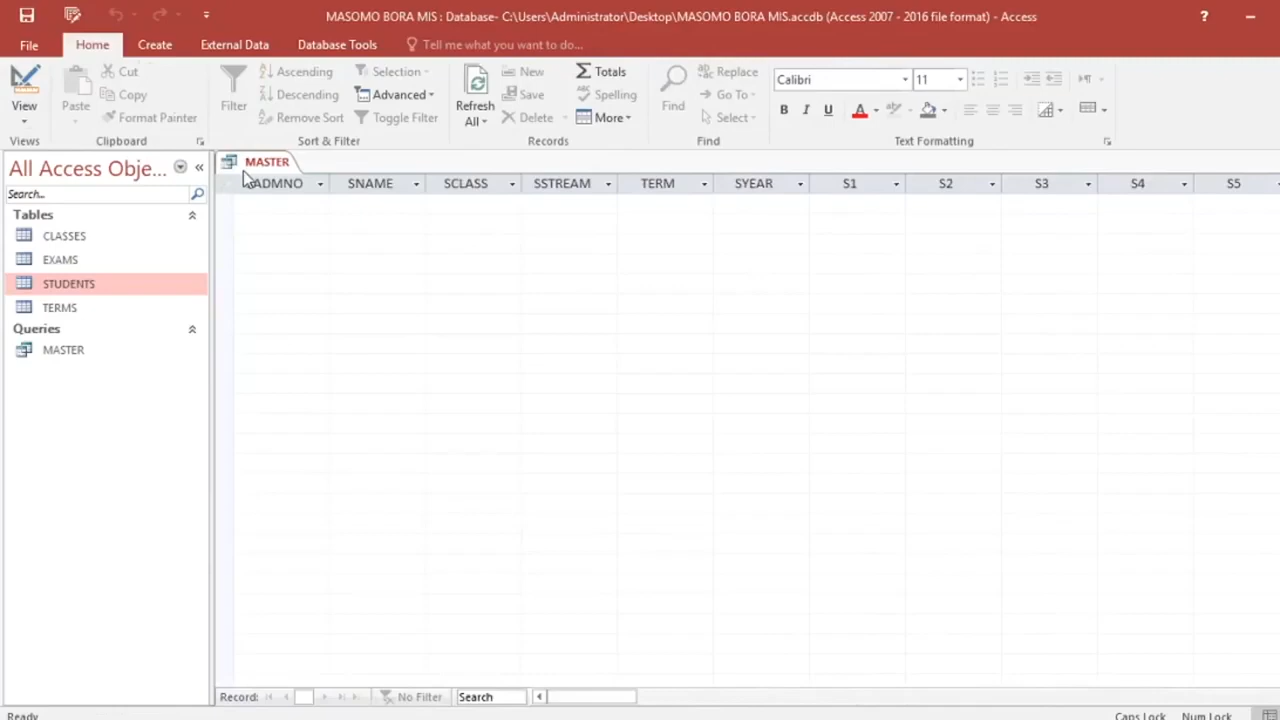 MASOMO BORA MIS : Database- C:\Users\Administrator\Desktop\MASOMO BORA MIS.accdb (Access 2007 - 2016 file format) - Access
?
File Home Create External Data Database Tools Tell me what you want to do...
View
Views
Paste
Cut
Copy
Format Painter
Clipboard
Filter
Ascending
Descending
Remove Sort
Selection
Advanced
Toggle Filter
Sort & Filter
Refresh
All
New
Save
Delete
Totals
Spelling
More
Records
Find
Replace
Go To
Select
Find
Calibri 11
B I U A
Text Formatting
All Access Obje...
Search...
Tables
CLASSES
EXAMS
STUDENTS
TERMS
Queries
MASTER
MASTER
ADMNO SNAME SCLASS SSTREAM TERM SYEAR S1 S2 S3 S4 S5
Record: No Filter Search
Ready Caps Lock Num Lock